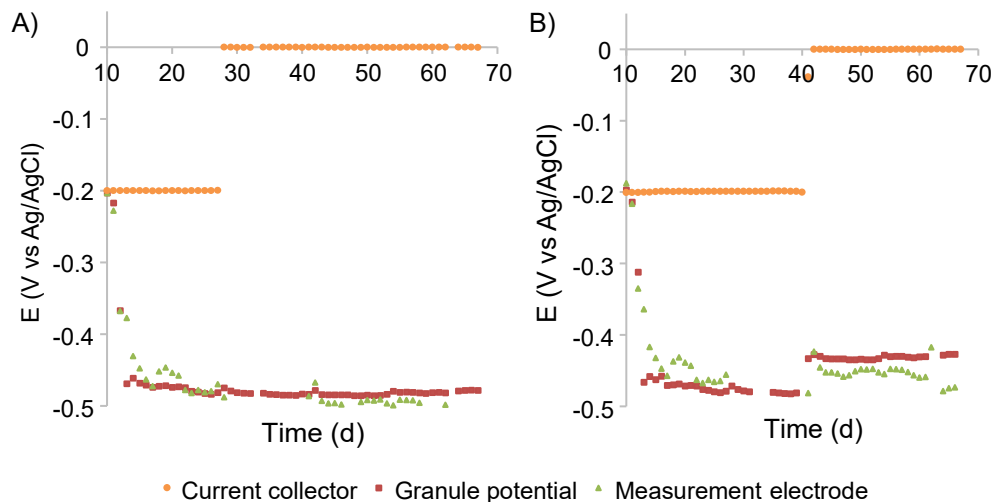 A)
0
10 20 30 40 50 60 70
-0.1
-0.2
-0.3
-0.4
-0.5
E (V vs Ag/AgCl)
Time (d)
B)
0
10 20 30 40 50 60 70
-0.1
-0.2
-0.3
-0.4
-0.5
E (V vs Ag/AgCl)
Time (d)
Current collector Granule potential Measurement electrode